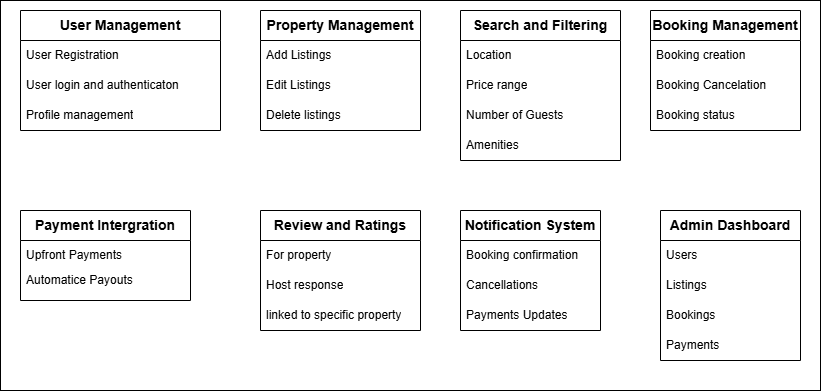 User Management
User Registration
User login and authenticaton
Profile management
Property Management
Add Listings
Edit Listings
Delete listings
Search and Filtering
Location
Price range
Number of Guests
Amenities
Booking Management
Booking creation
Booking Cancelation
Booking status
Payment Intergration
Upfront Payments
Automatice Payouts
Review and Ratings
For property
Host response
linked to specific property
Notification System
Booking confirmation
Cancellations
Payments Updates
Admin Dashboard
Users
Listings
Bookings
Payments